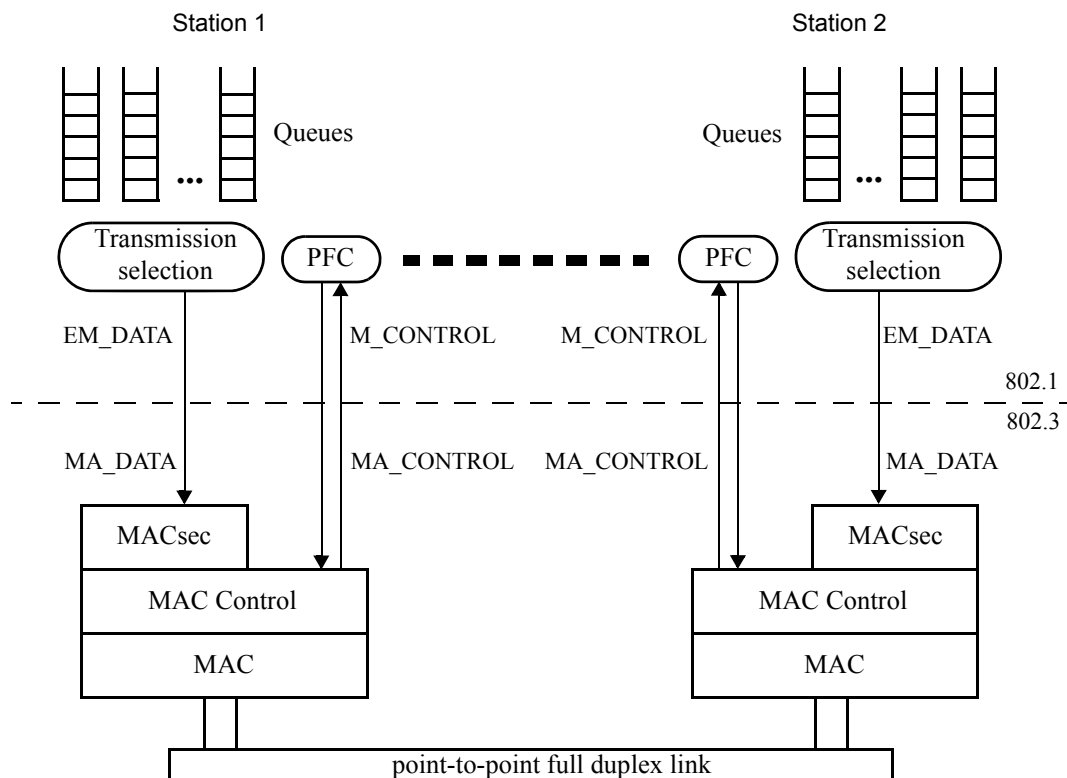 Station 1
Station 2
Queues
Queues
...
...
Transmission
selection
PFC
PFC
Transmission
selection
EM_DATA
M_CONTROL
M_CONTROL
EM_DATA
802.1
802.3
MA_DATA
MA_CONTROL
MA_CONTROL
MA_DATA
MACsec
MACsec
MAC Control
MAC Control
MAC
MAC
point-to-point full duplex link